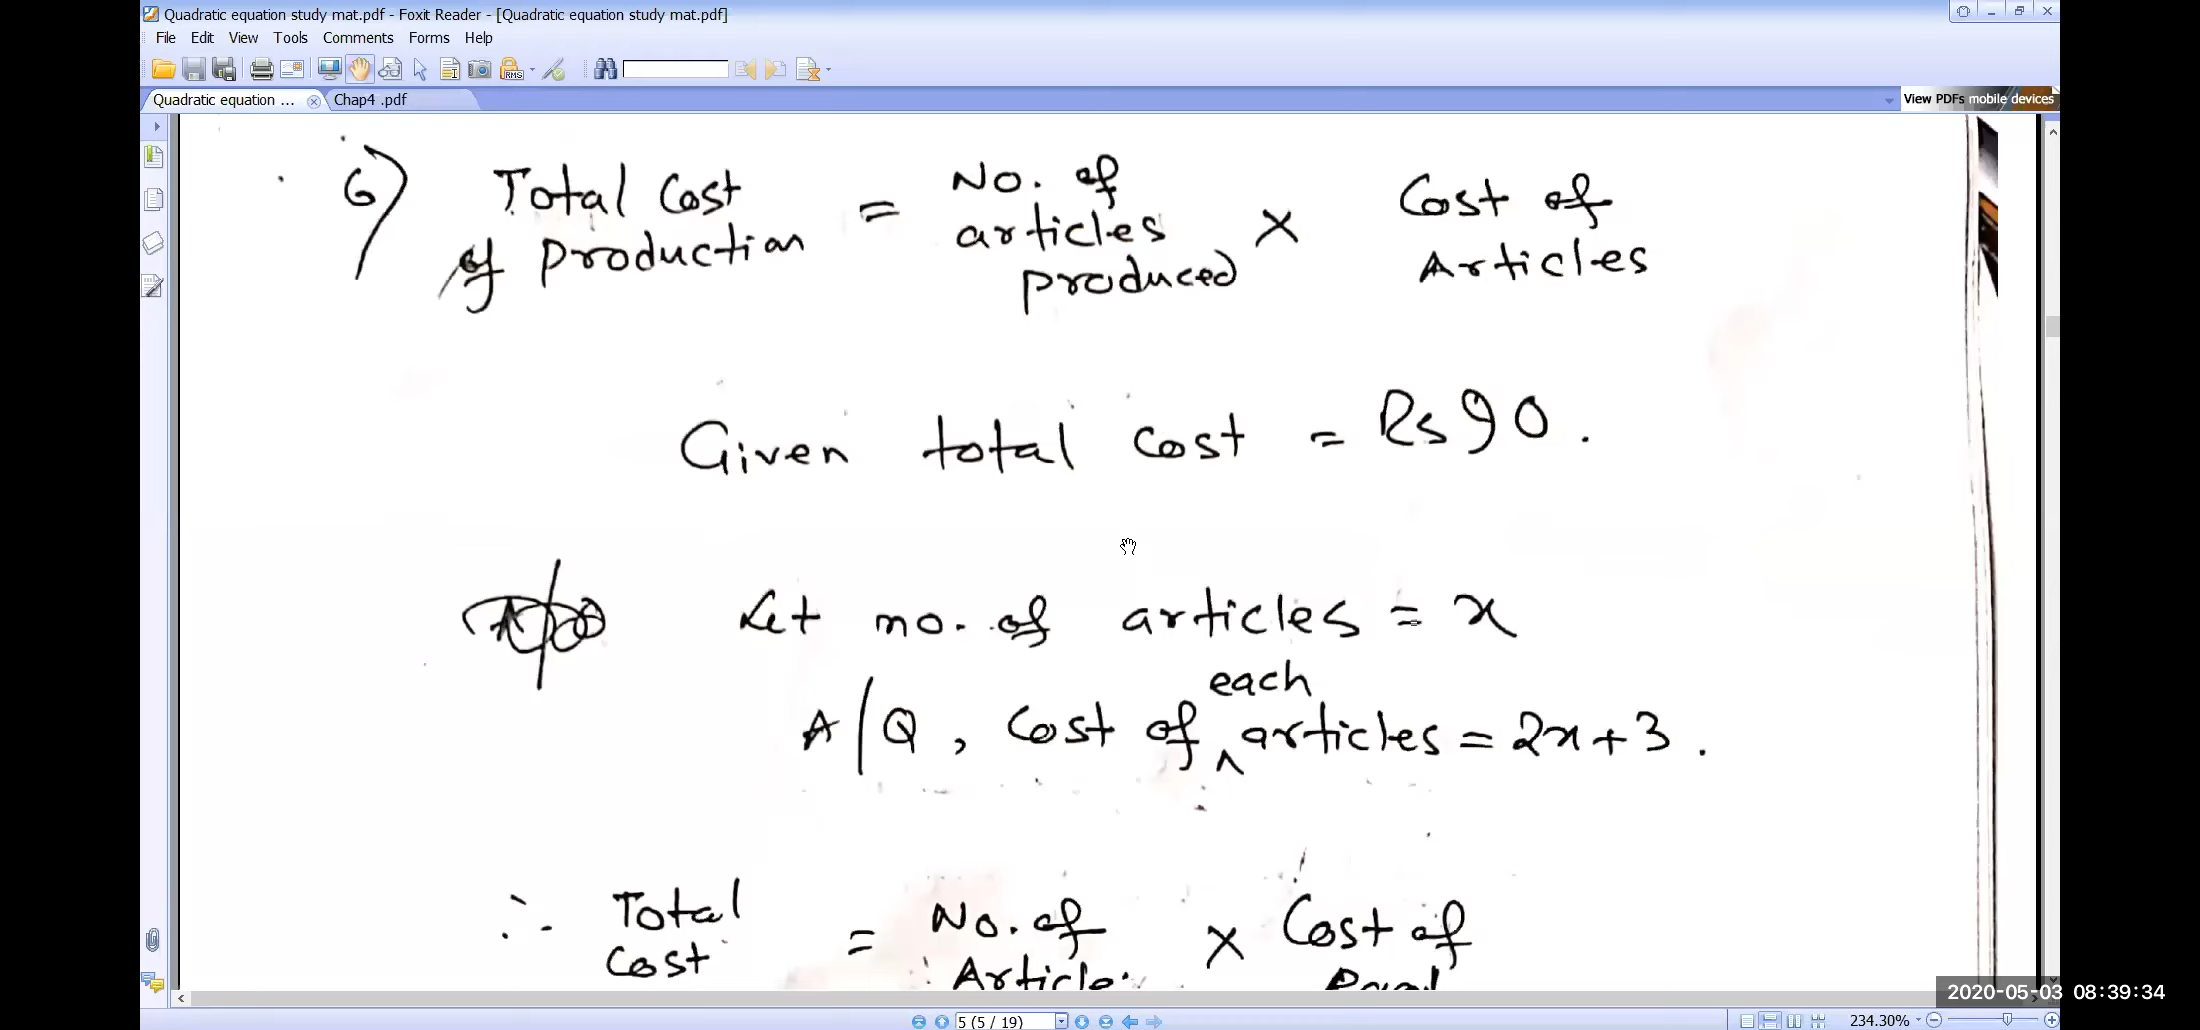 Quadratic equation study mat.pdf - Foxit Reader - [Quadratic equation study mat.pdf]
File Edit View Tools Comments Forms Help
Quadratic equation ... Chap4 .pdf
View PDFs mobile devices
6) Total Cost of production = No. of articles produced × Cost of Articles
Given total cost = Rs 90.
Let no. of articles = x
each
A/Q, Cost of ^ articles = 2x+3.
∴ Total Cost = No. of Article. × Cost of
2020-05-03 08:39:34
5 (5 / 19)
234.30%